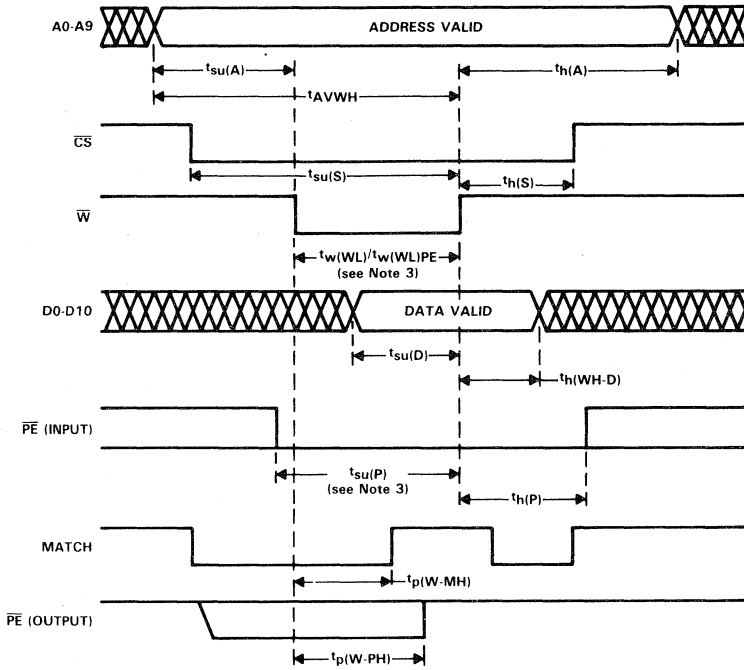 A0-A9 ADDRESS VALID
tsu(A) th(A)
tAVWH
CS
tsu(S) th(S)
W
tw(WL)/tw(WL)PE
(see Note 3)
D0-D10 DATA VALID
tsu(D)
th(WH-D)
PE (INPUT)
tsu(P)
(see Note 3)
th(P)
MATCH
tp(W-MH)
PE (OUTPUT)
tp(W-PH)